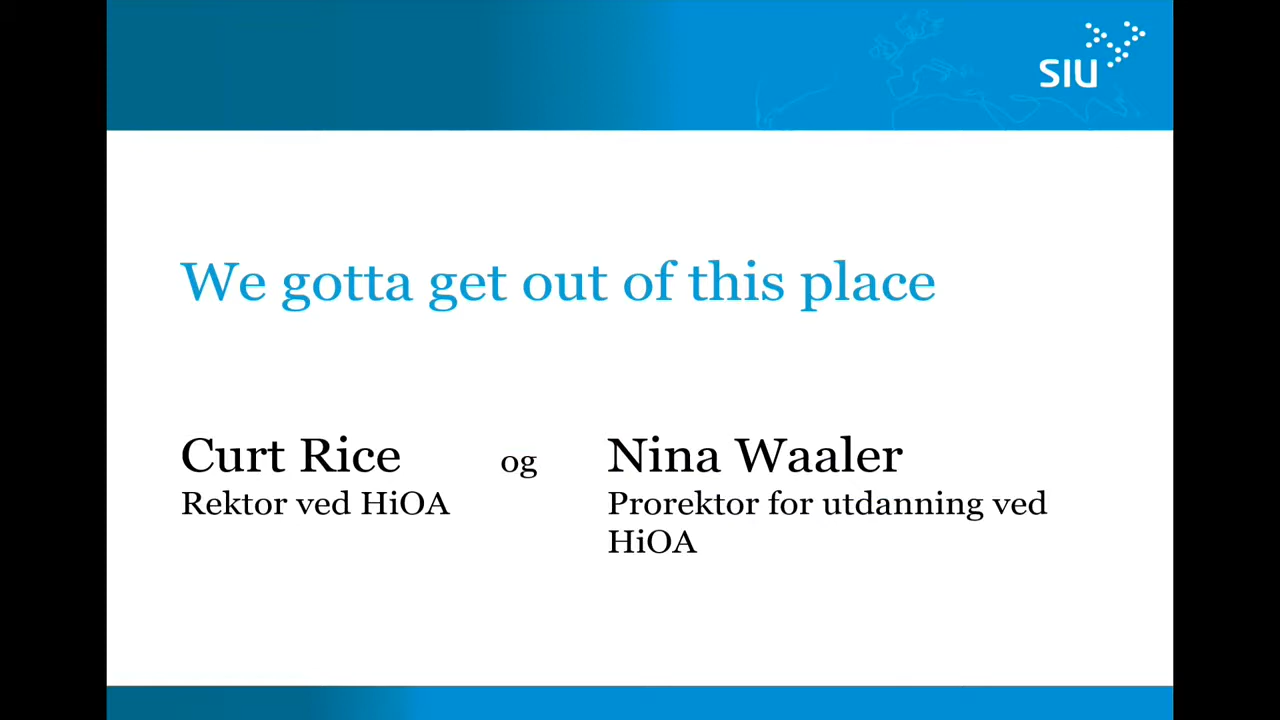 SIU
We gotta get out of this place
Curt Rice og Nina Waaler
Rektor ved HiOA Prorektor for utdanning ved
HiOA